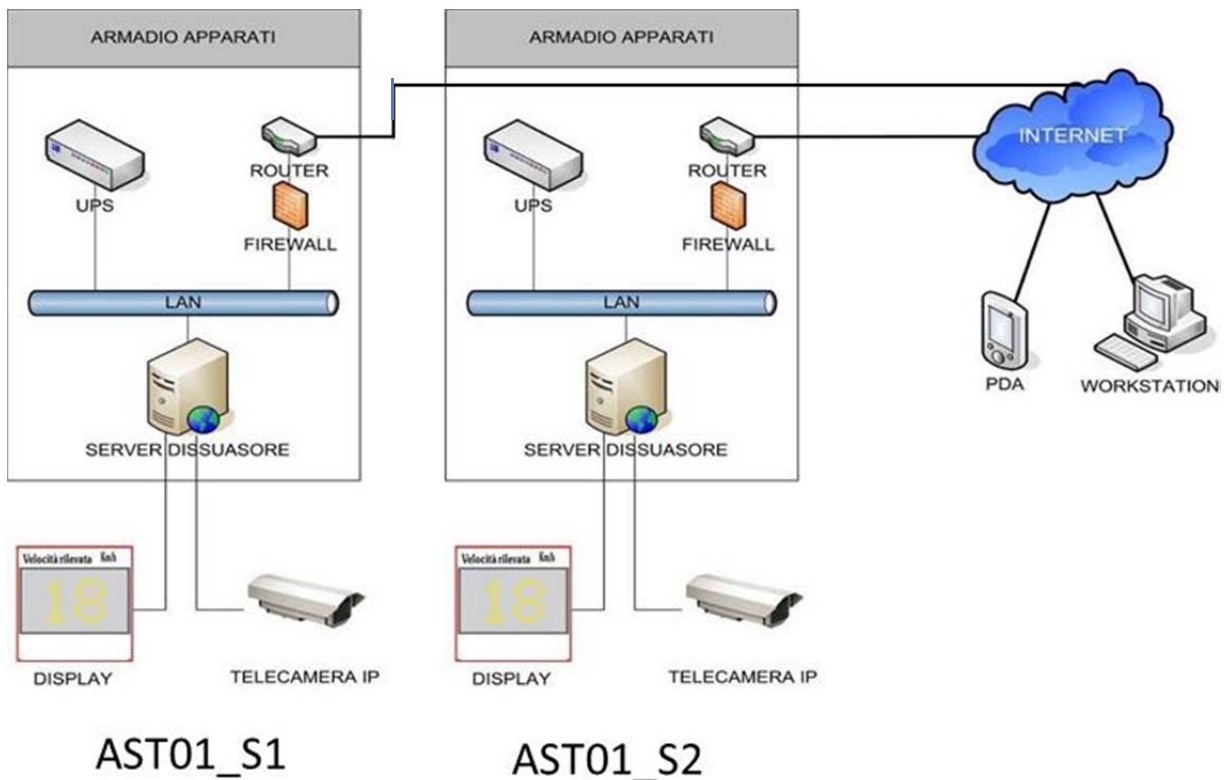 ARMADIO APPARATI
UPS
ROUTER
FIREWALL
LAN
SERVER DISSUASORE
Velocità rilevata Km/h
18
DISPLAY
TELECAMERA IP
AST01_S1
ARMADIO APPARATI
UPS
ROUTER
FIREWALL
LAN
SERVER DISSUASORE
Velocità rilevata Km/h
18
DISPLAY
TELECAMERA IP
AST01_S2
INTERNET
PDA
WORKSTATION